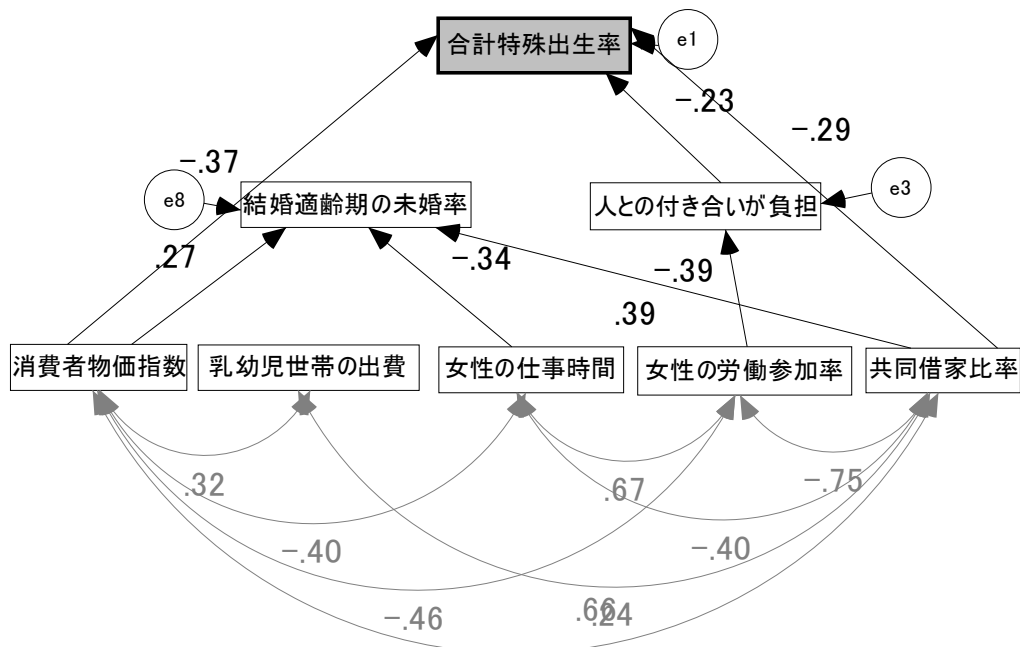 合計特殊出生率
e1
-.23
-.29
-.37
e8
結婚適齢期の未婚率
人との付き合いが負担
e3
.27
-.34
-.39
.39
消費者物価指数
乳幼児世帯の出費
女性の仕事時間
女性の労働参加率
共同借家比率
.32
.67
-.75
-.40
-.40
-.46
.66
.24